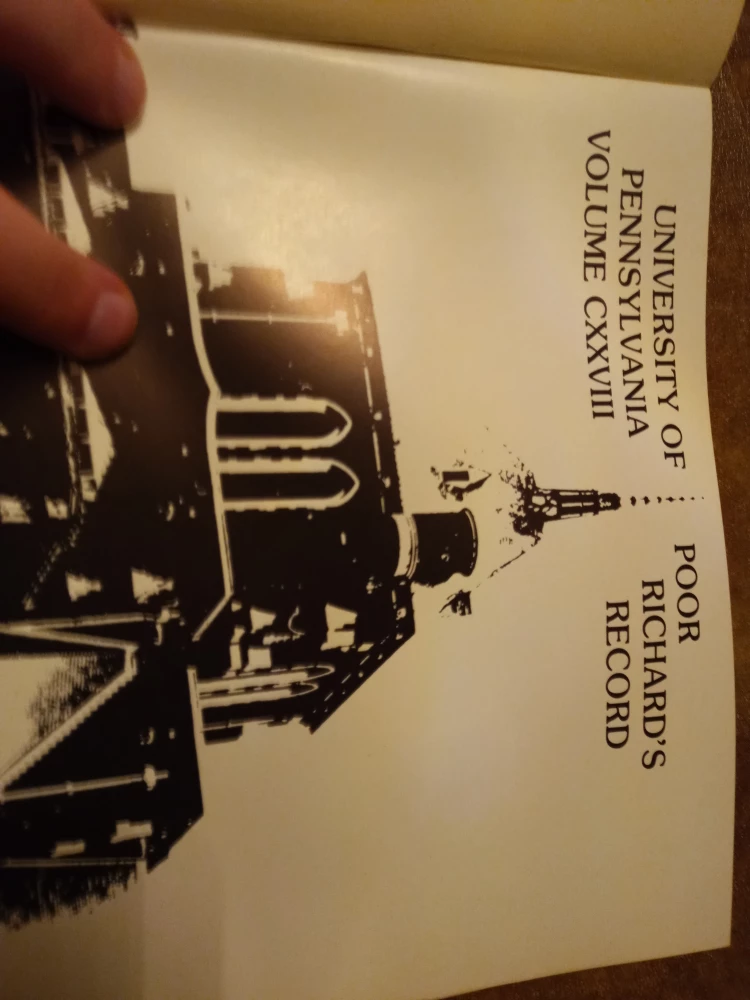 UNIVERSITY OF
PENNSYLVANIA
VOLUME CXXVIII
POOR
RICHARD'S
RECORD